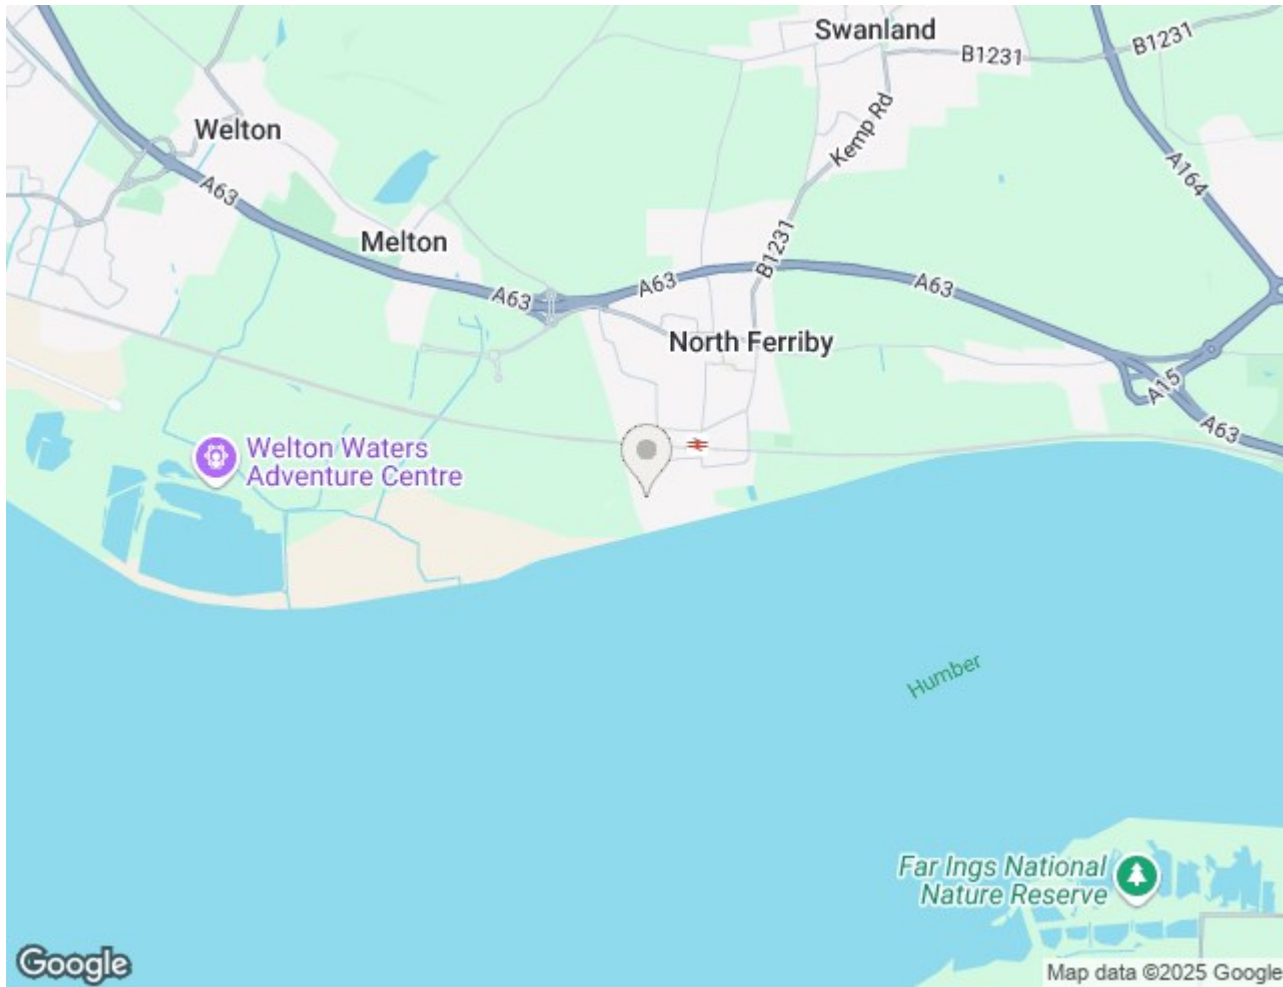 Swanland
B1231
B1231
Welton
Kemp Rd
A164
A63
Melton
B1231
A63
A63
A63
North Ferriby
A15
A63
Welton Waters
Adventure Centre
Humber
Far Ings National
Nature Reserve
Google
Map data ©2025 Google